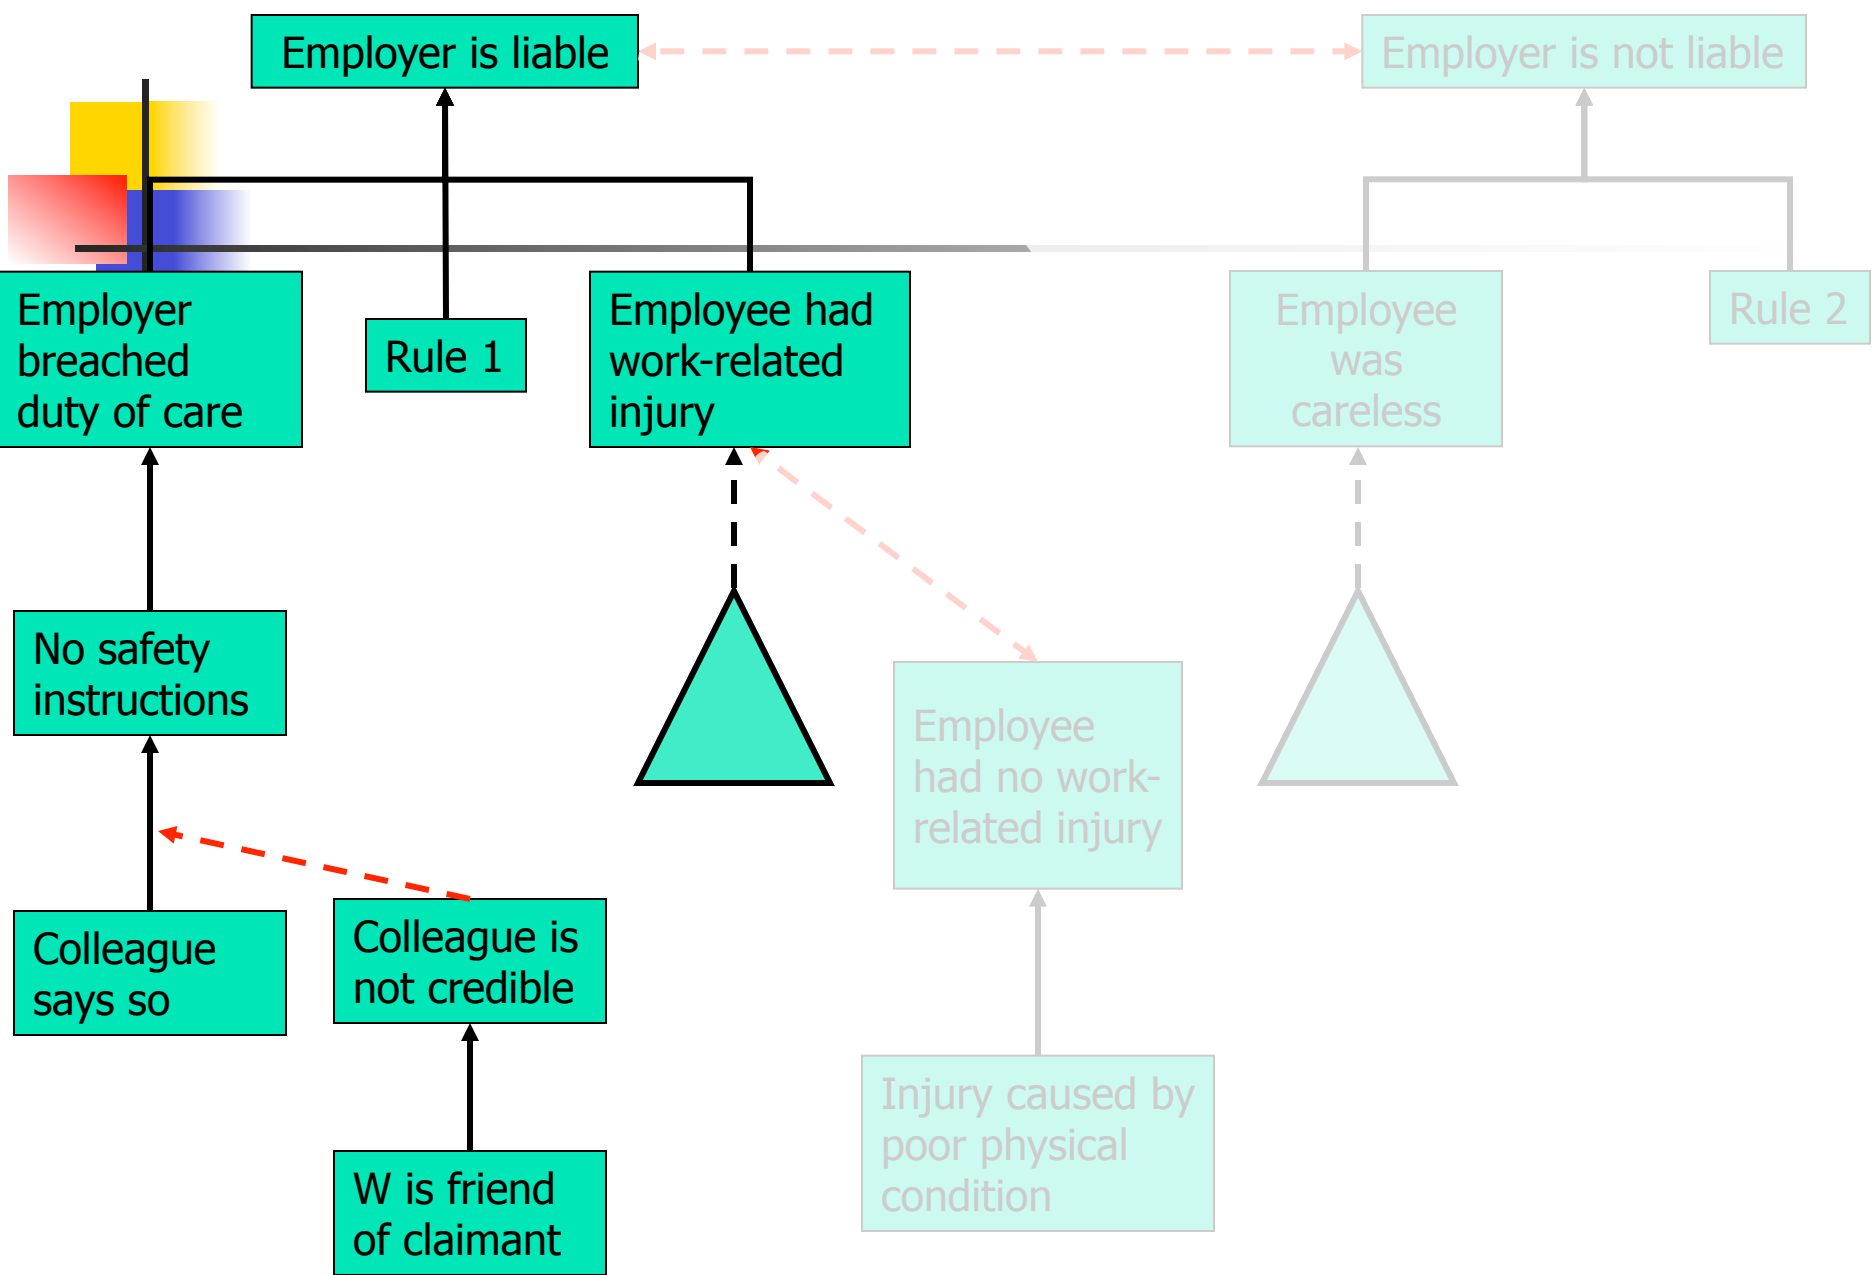 Employer is liable
Employer is not liable
Employer
breached
duty of care
Rule 1
Employee had
work-related
injury
Employee
was
careless
Rule 2
No safety
instructions
Employee
had no work-
related injury
Colleague
says so
Colleague is
not credible
Injury caused by
poor physical
condition
W is friend
of claimant